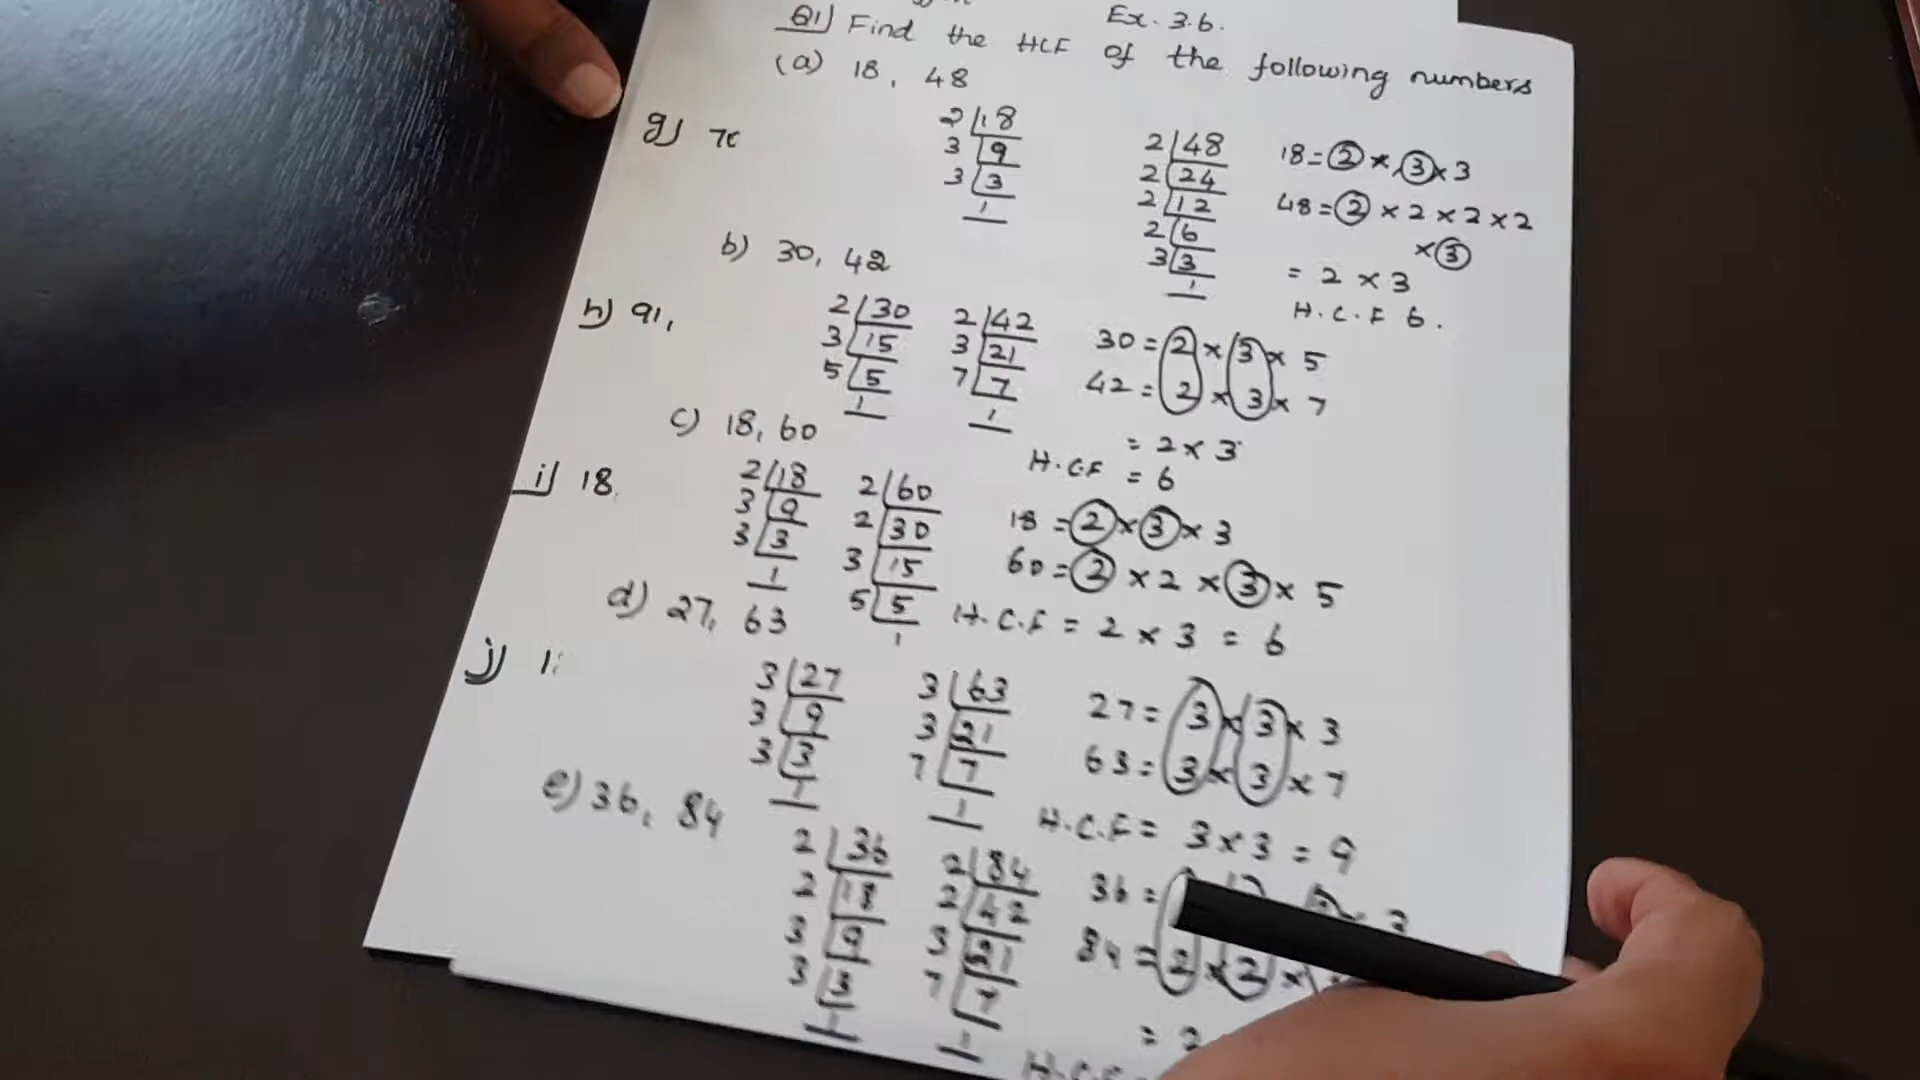 Ex. 3.6.
Q1) Find the HCF of the following numbers
(a) 18, 48
2 18
3 9
3 3
1
2 48
2 24
2 12
2 6
3 3
1
18 = 2 × 3 × 3
48 = 2 × 2 × 2 × 2
× 3
= 2 × 3
H.C.F 6.
b) 30, 42
2 30
3 15
5 5
1
2 42
3 21
7 7
1
30 = 2 × 3 × 5
42 = 2 × 3 × 7
= 2 × 3
H.C.F = 6
c) 18, 60
2 18
3 9
3 3
1
2 60
2 30
3 15
5 5
1
18 = 2 × 3 × 3
60 = 2 × 2 × 3 × 5
H.C.F = 2 × 3 = 6
d) 27, 63
3 27
3 9
3 3
1
3 63
3 21
7 7
1
27 = 3 × 3 × 3
63 = 3 × 3 × 7
H.C.F = 3 × 3 = 9
e) 36, 84
2 36
2 18
3 9
3 3
1
2 84
2 42
3 21
7 7
1
36 =
84 = 2 × 2 ×
= 2
H.C.F
g)
h) 91,
i) 18,
j)